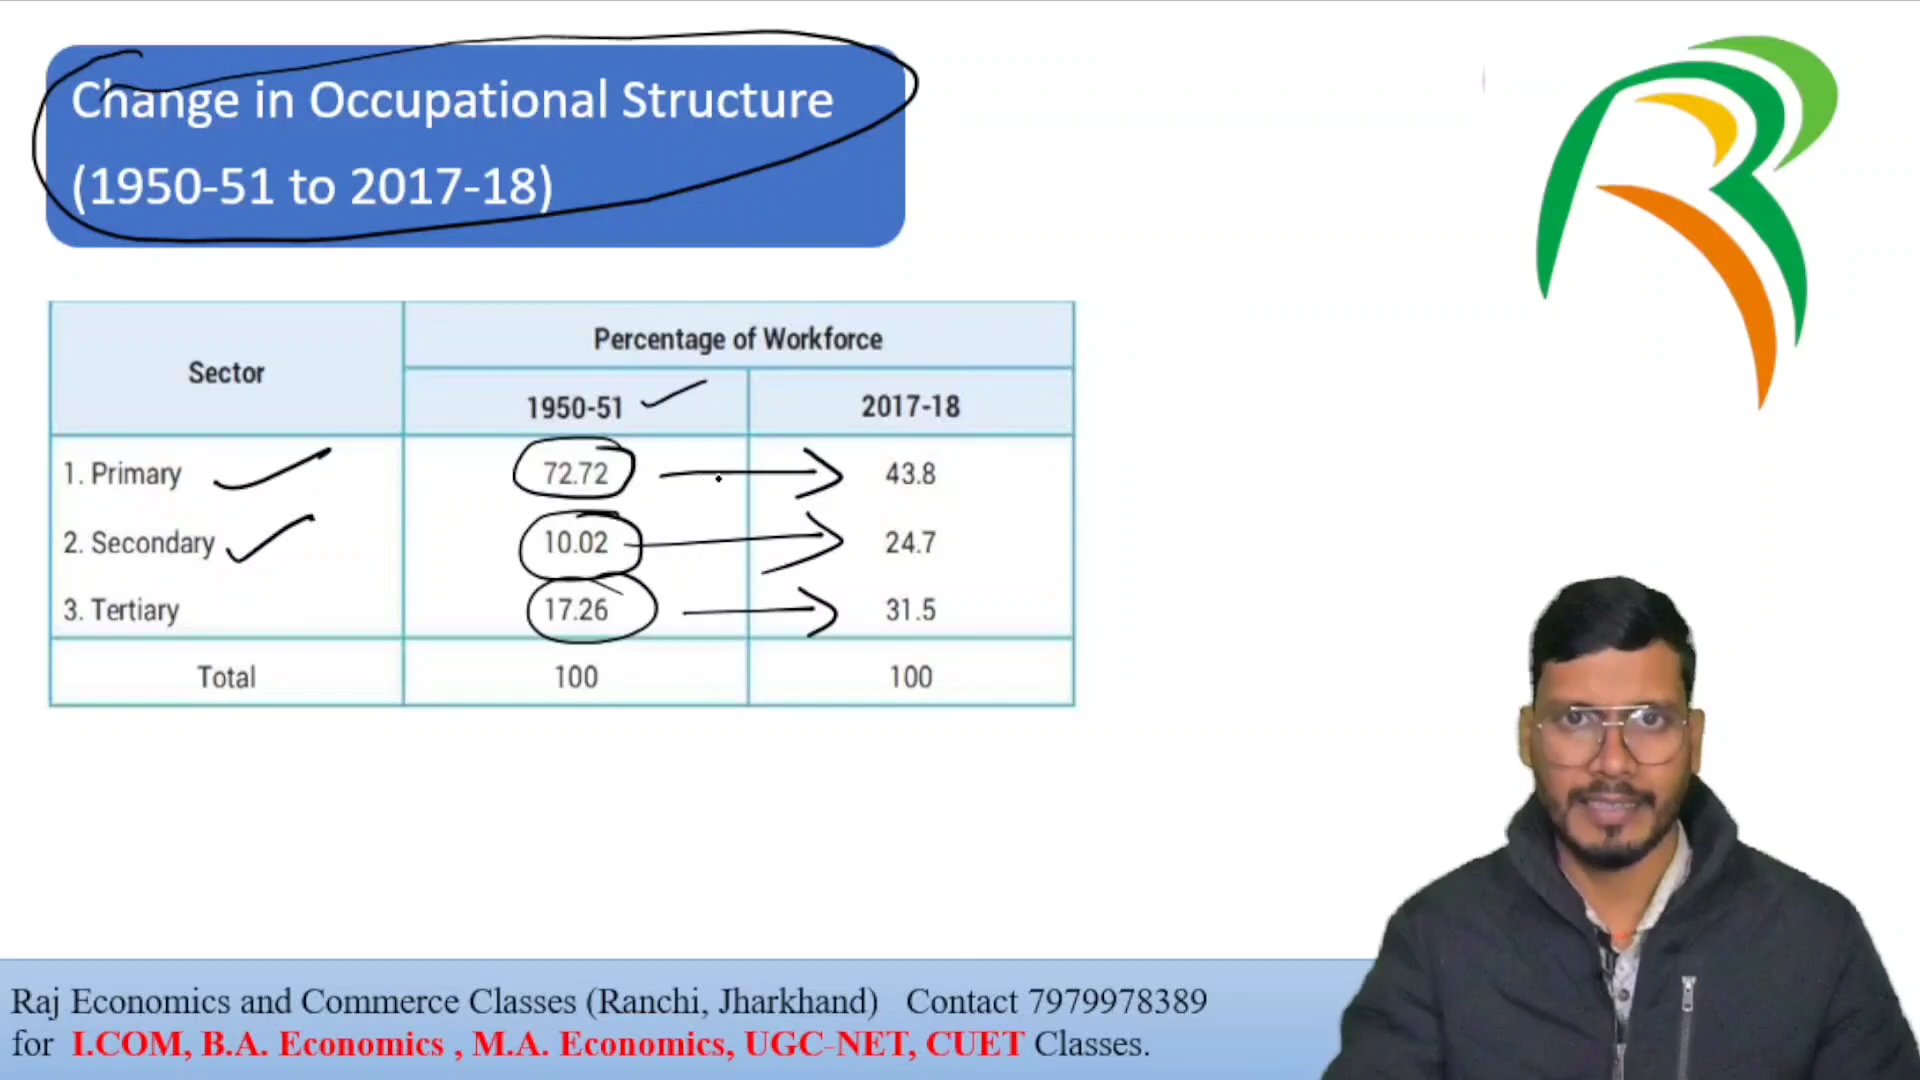 Change in Occupational Structure
(1950-51 to 2017-18)
Sector
Percentage of Workforce
1950-51
2017-18
1. Primary 72.72 43.8
2. Secondary 10.02 24.7
3. Tertiary 17.26 31.5
Total 100 100
Raj Economics and Commerce Classes (Ranchi, Jharkhand) Contact 7979978389
for I.COM, B.A. Economics , M.A. Economics, UGC-NET, CUET Classes.